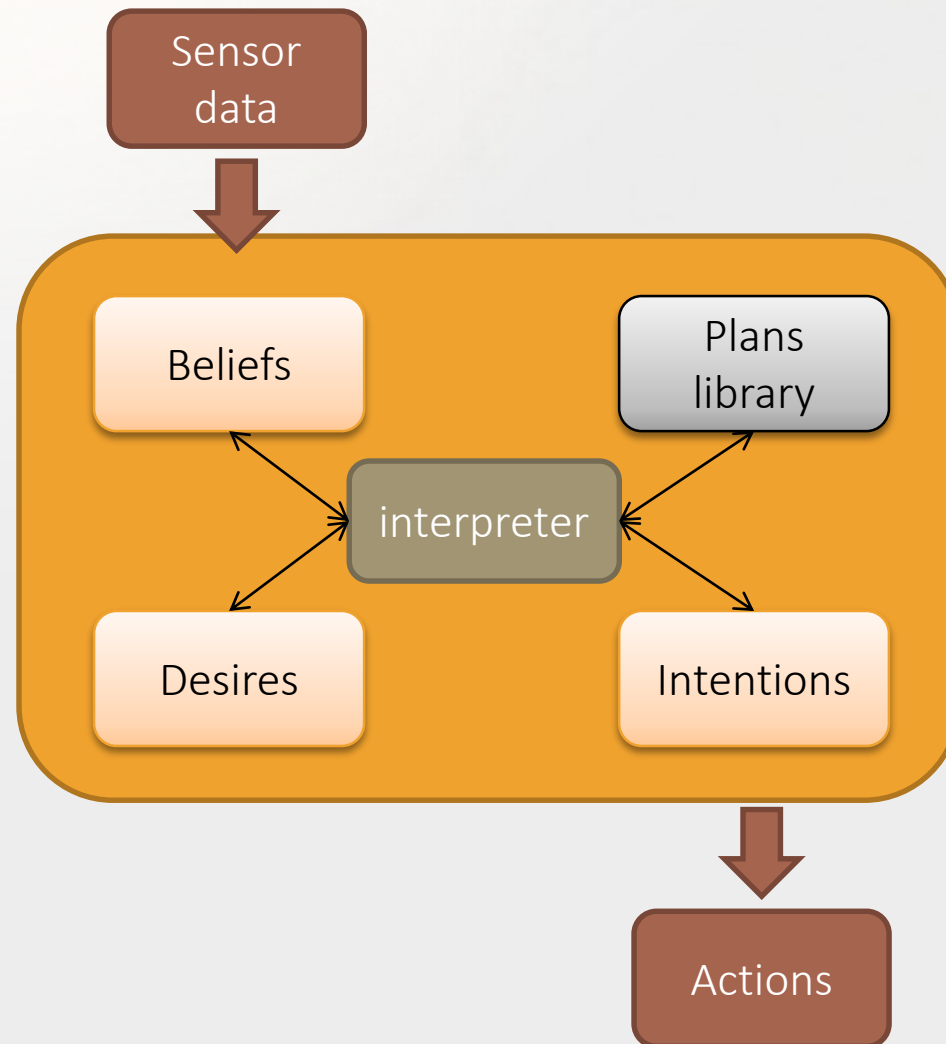 Sensor
data
Beliefs
Plans
library
interpreter
Desires
Intentions
Actions